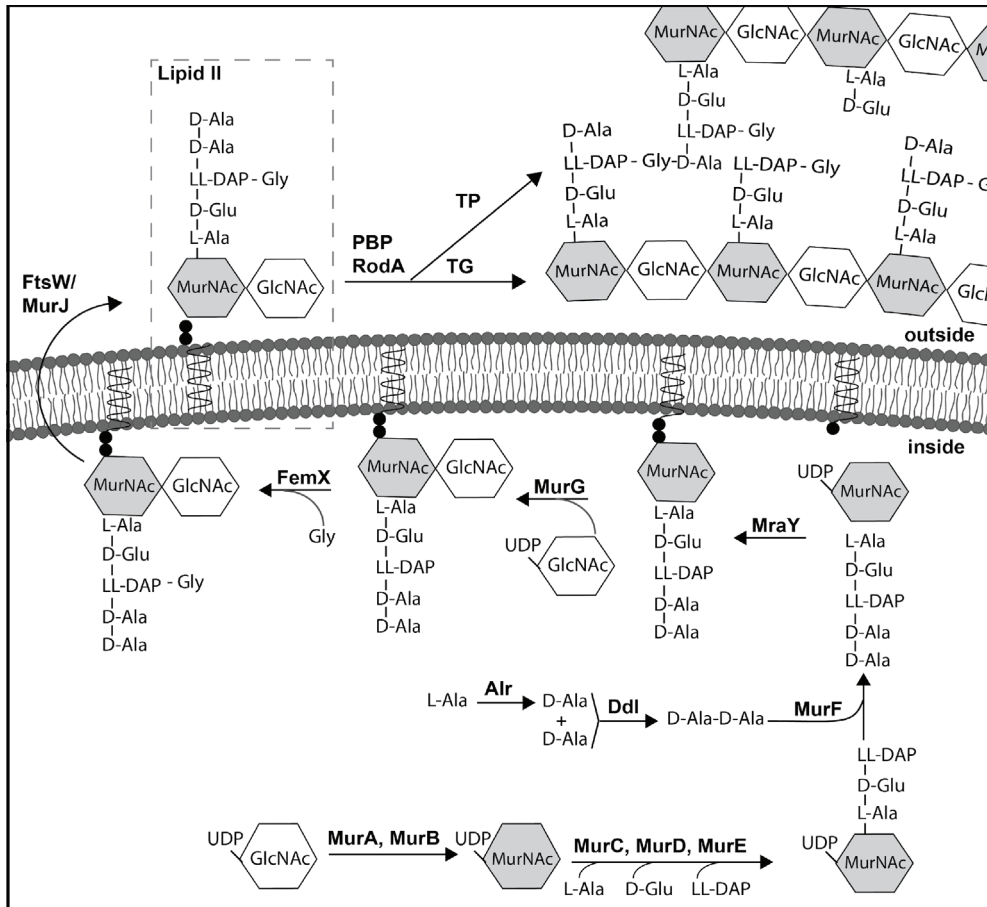 MurNAc
GlcNAc
MurNAc
GlcNAc
Lipid II
L-Ala
D-Glu
LL-DAP-Gly
L-Ala
D-Glu
D-Ala
D-Ala
LL-DAP - Gly
D-Glu
L-Ala
MurNAc
GlcNAc
FtsW/
MurJ
PBP
RodA
TP
TG
D-Ala
LL-DAP-Gly-D-Ala
D-Glu
L-Ala
LL-DAP-Gly
D-Glu
L-Ala
D-Ala
LL-DAP-
D-Glu
L-Ala
MurNAc
GlcNAc
MurNAc
GlcNAc
MurNAc
outside
inside
MurNAc
GlcNAc
L-Ala
D-Glu
LL-DAP - Gly
D-Ala
D-Ala
FemX
Gly
MurNAc
GlcNAc
L-Ala
D-Glu
LL-DAP
D-Ala
D-Ala
MurG
UDP
GlcNAc
MurNAc
L-Ala
D-Glu
LL-DAP
D-Ala
D-Ala
MraY
UDP
MurNAc
L-Ala
D-Glu
LL-DAP
D-Ala
D-Ala
L-Ala
Alr
D-Ala
+
D-Ala
Ddl
D-Ala-D-Ala
MurF
LL-DAP
D-Glu
L-Ala
UDP
MurNAc
UDP
GlcNAc
MurA, MurB
UDP
MurNAc
MurC, MurD, MurE
L-Ala
D-Glu
LL-DAP